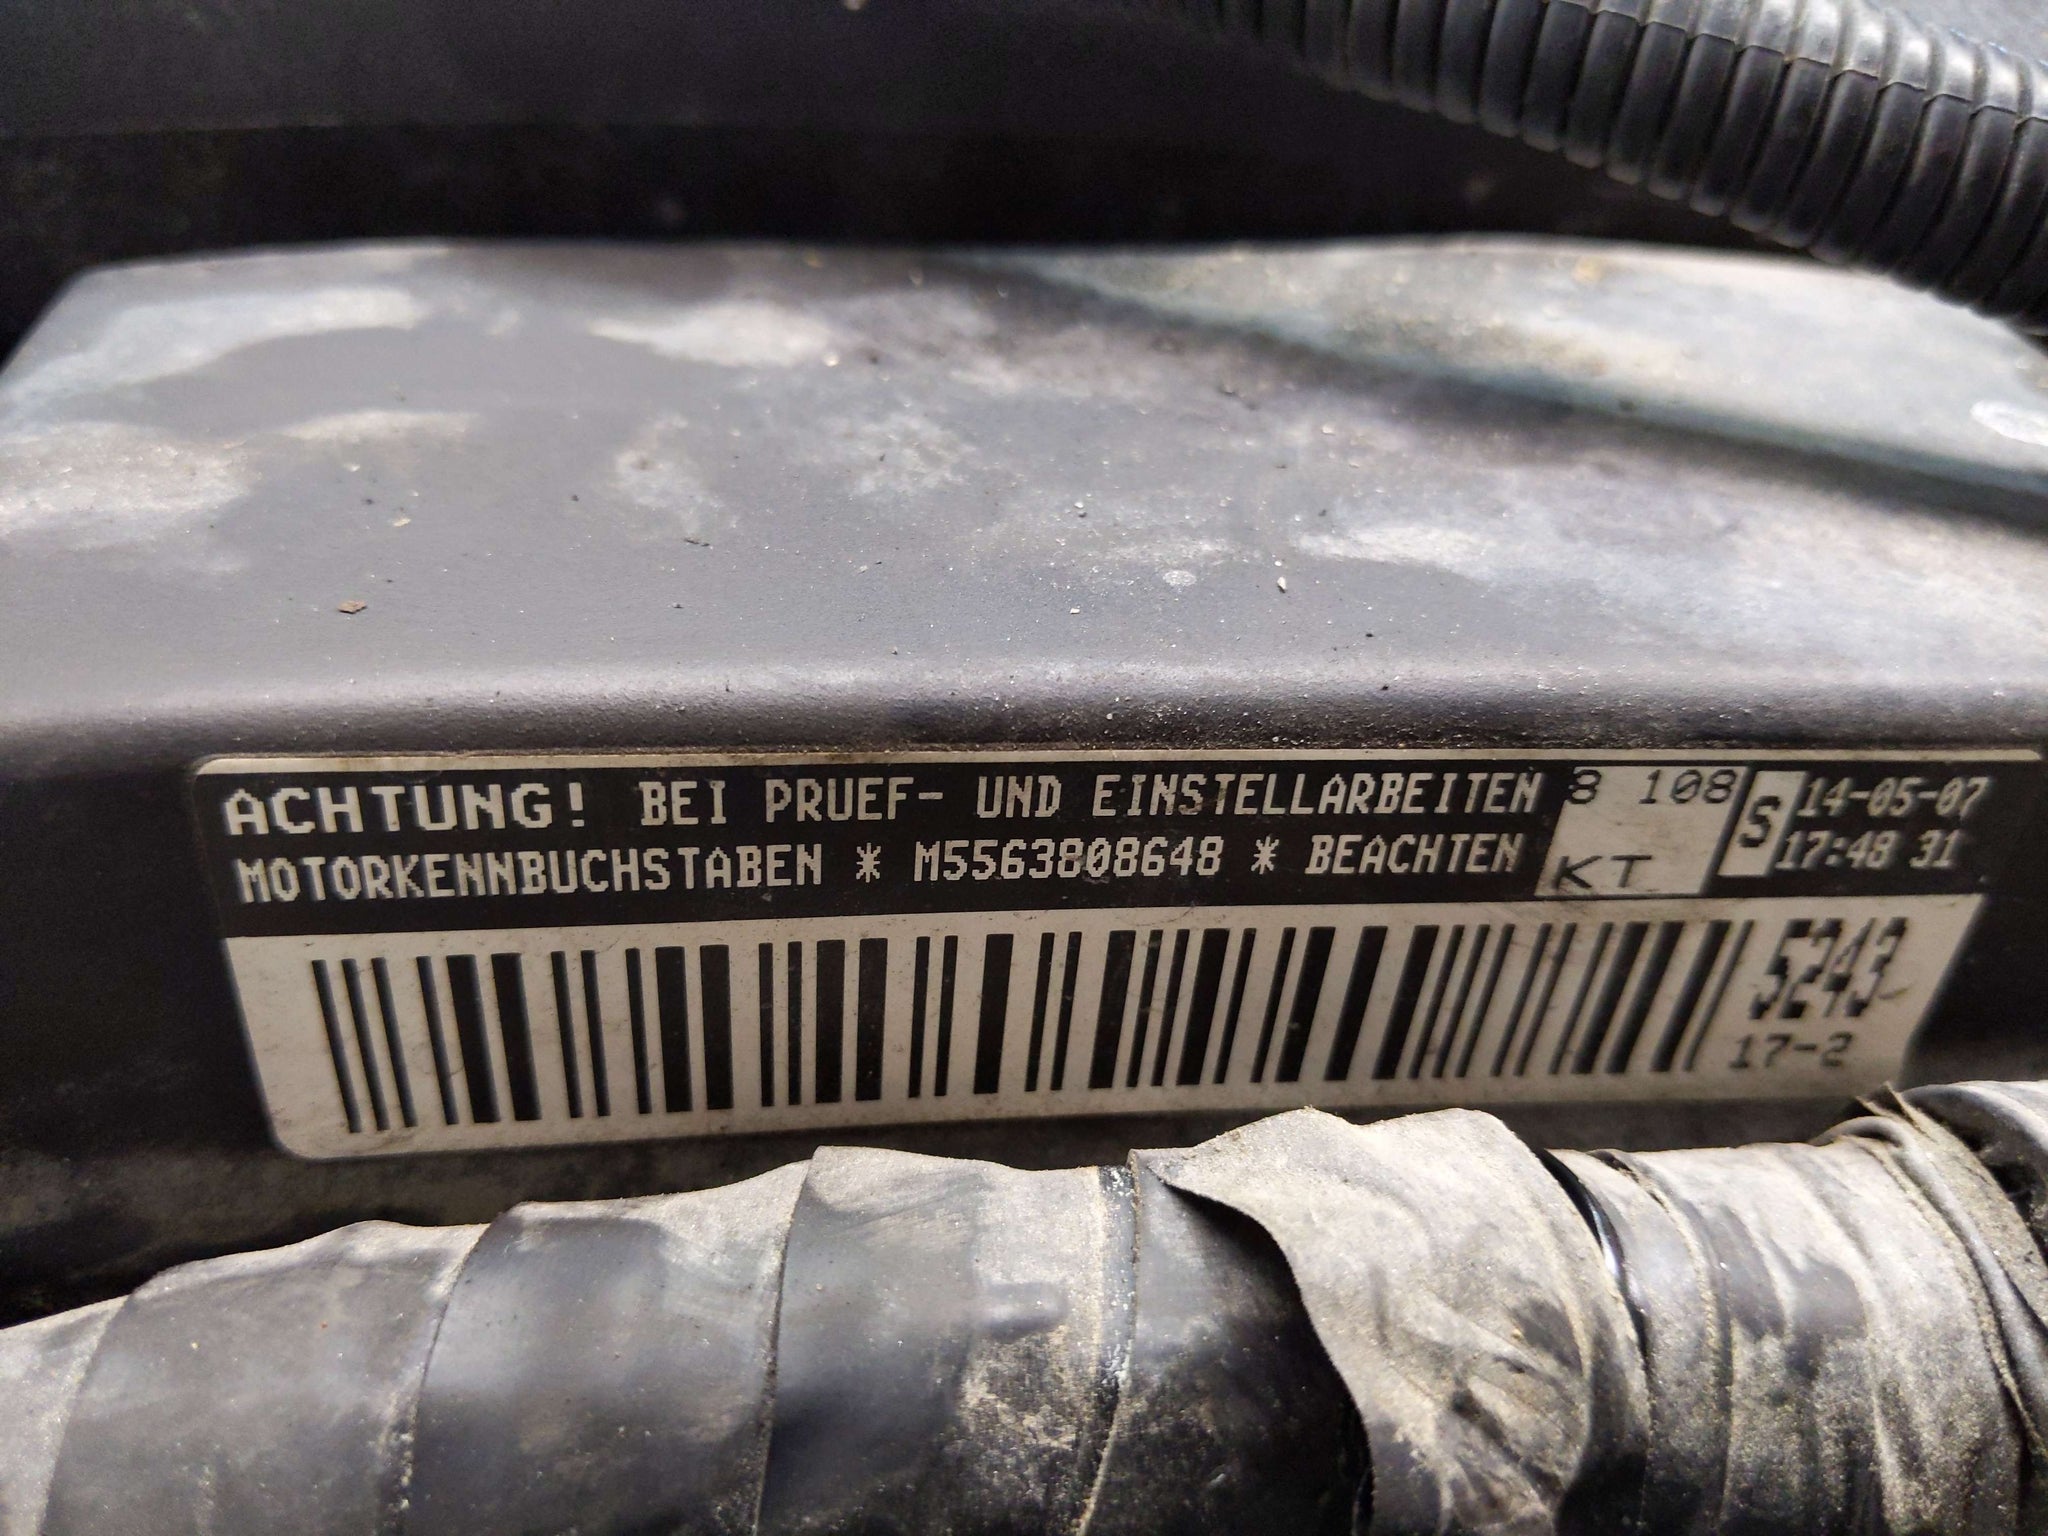 ACHTUNG! BEI PRUEF- UND EINSTELLARBEITEN
MOTORKENNBUCHSTABEN * M5563808648 * BEACHTEN
8 108
KT
S
14-05-07
17:48 31
5243
17-2